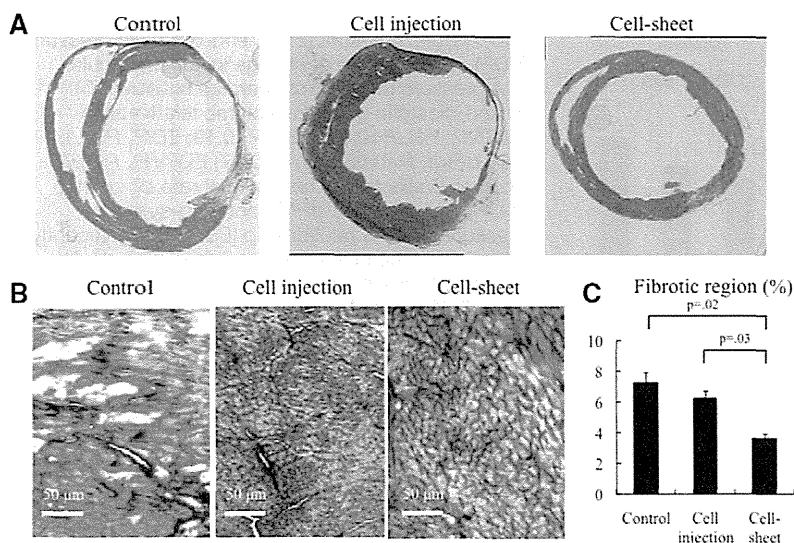 A
Control
Cell injection
Cell-sheet
B
Control
Cell injection
Cell-sheet
50 μm
50 μm
50 μm
C
Fibrotic region (%)
p=.02
p=.03
10
8
6
4
2
0
Control
Cell injection
Cell-sheet